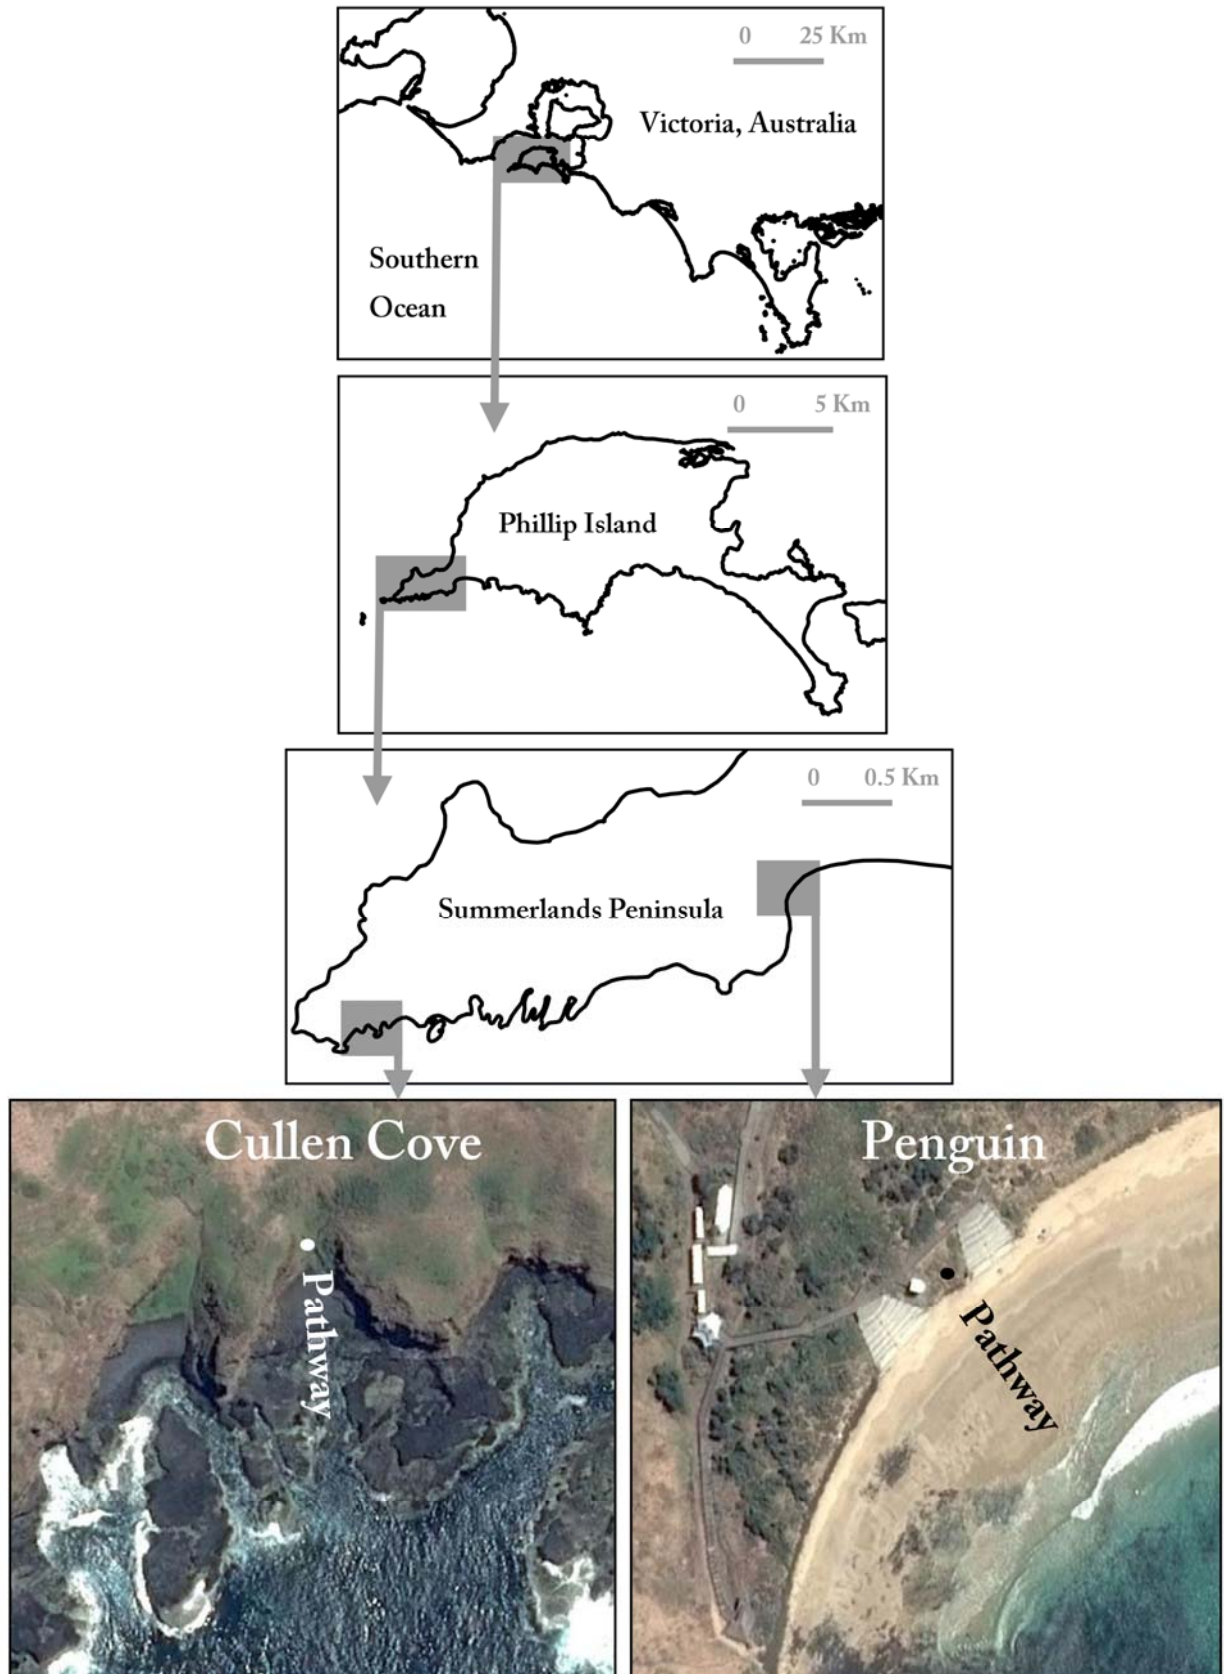 0 25 Km
Victoria, Australia
Southern
Ocean
0 5 Km
Phillip Island
0 0.5 Km
Summerlands Peninsula
Cullen Cove
Pathway
Penguin
Pathway